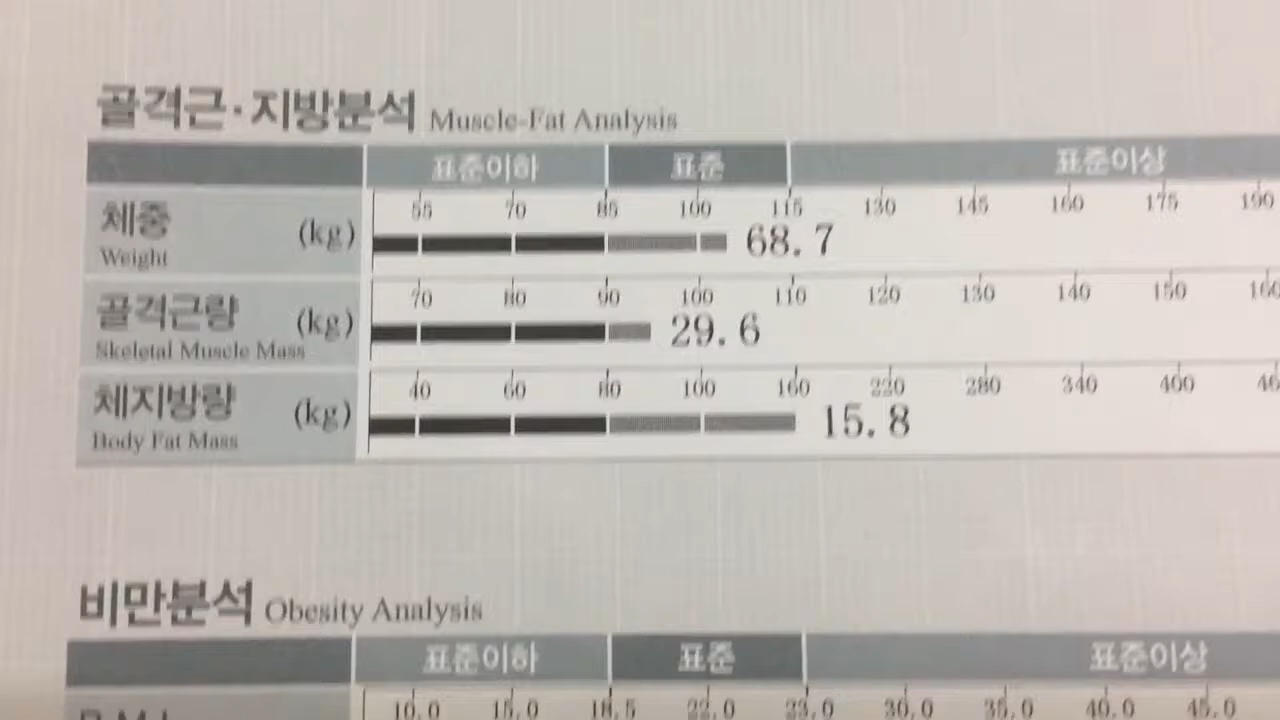 골격근·지방분석 Muscle-Fat Analysis
표준이하 표준 표준이상
체중 (kg) 55 70 85 100 115 130 145 160 175 190
Weight 68.7
골격근량 (kg) 70 80 90 100 110 120 130 140 150 160
Skeletal Muscle Mass 29.6
체지방량 (kg) 40 60 80 100 160 220 280 340 400
Body Fat Mass 15.8
비만분석 Obesity Analysis
표준이하 표준 표준이상
10.0 15.0 18.5 22.0 30.0 35.0 40.0 45.0